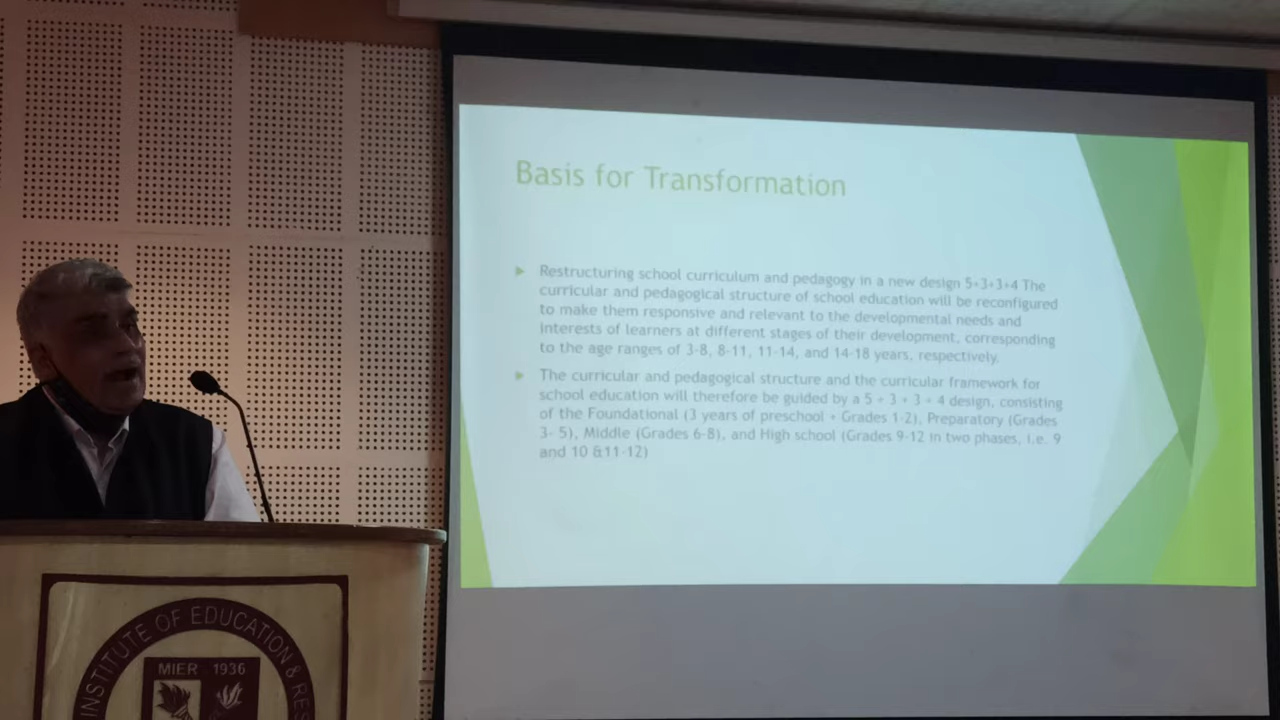 Basis for Transformation
Restructuring school curriculum and pedagogy in a new design 5+3+3+4 The
curricular and pedagogical structure of school education will be reconfigured
to make them responsive and relevant to the developmental needs and
interests of learners at different stages of their development, corresponding
to the age ranges of 3-8, 8-11, 11-14, and 14-18 years, respectively.
The curricular and pedagogical structure and the curricular framework for
school education will therefore be guided by a 5 + 3 + 3 + 4 design, consisting
of the Foundational (3 years of preschool + Grades 1-2), Preparatory (Grades
3- 5), Middle (Grades 6-8), and High school (Grades 9-12 in two phases, i.e. 9
and 10 &11-12)
INSTITUTE OF EDUCATION & RES
MIER 1936